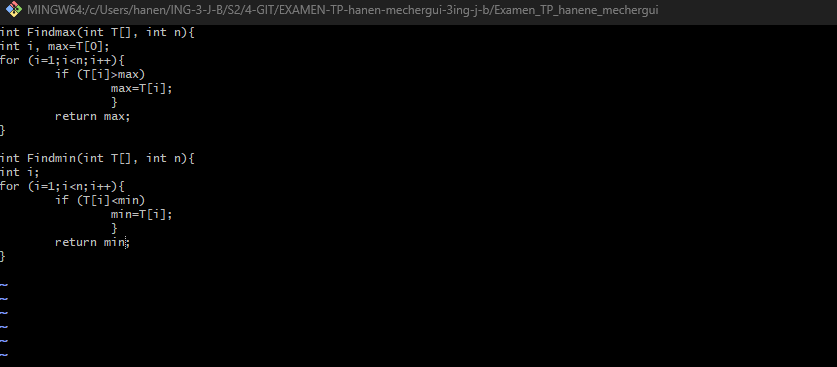 MINGW64:/c/Users/hanen/ING-3-J-B/S2/4-GIT/EXAMEN-TP-hanen-mechergui-3ing-j-b/Examen_TP_hanene_mechergui
int Findmax(int T[], int n){
int i, max=T[0];
for (i=1;i<n;i++){
        if (T[i]>max)
                max=T[i];
                }
        return max;
}

int Findmin(int T[], int n){
int i;
for (i=1;i<n;i++){
        if (T[i]<min)
                min=T[i];
                }
        return min;
}

~
~
~
~
~
~